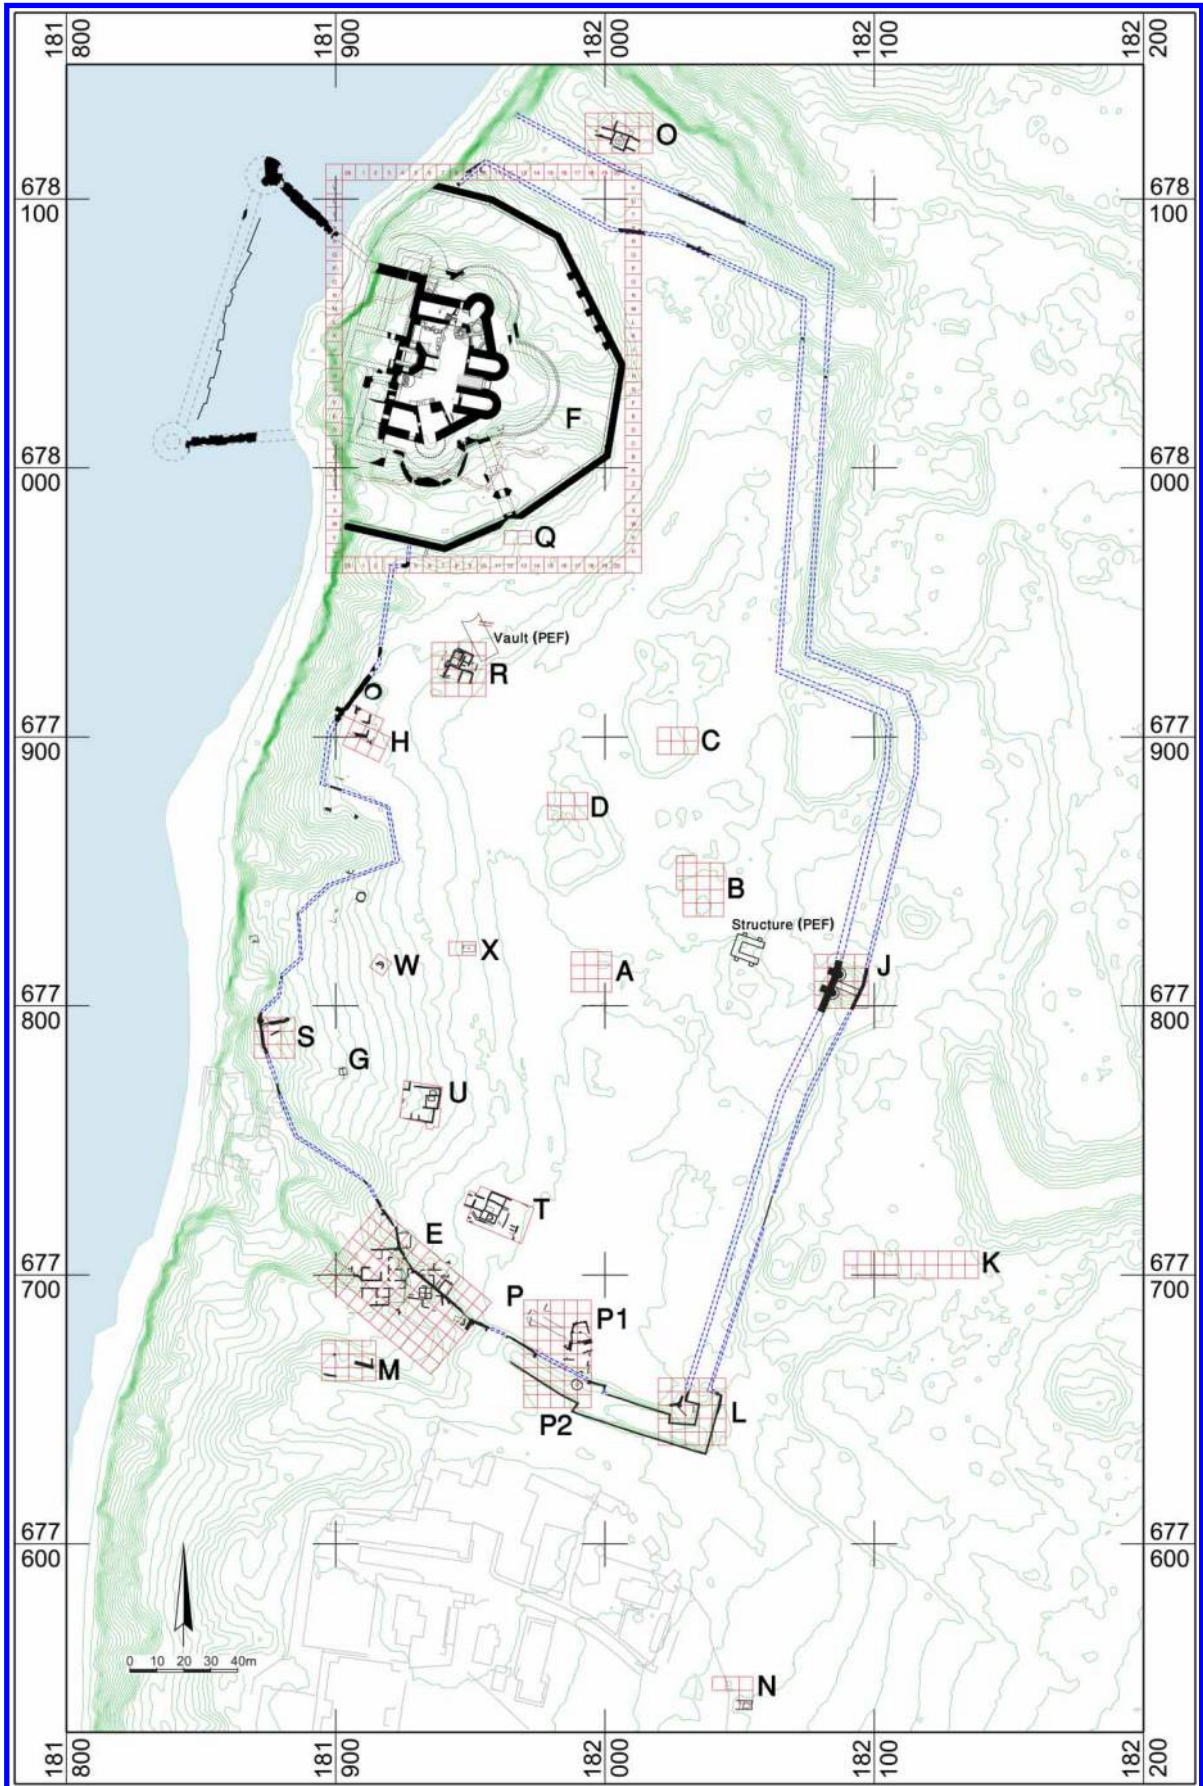 181
800
181
900
182
000
182
100
182
200
O
678
100
678
100
F
678
000
678
000
Q
Vault (PEF)
R
677
900
H
C
677
900
D
B
Structure (PEF)
W
X
A
J
677
800
S
677
800
G
U
T
E
677
700
K
677
700
P
P1
M
L
P2
677
600
677
600
0 10 20 30 40m
N
181
800
181
900
182
000
182
100
182
200